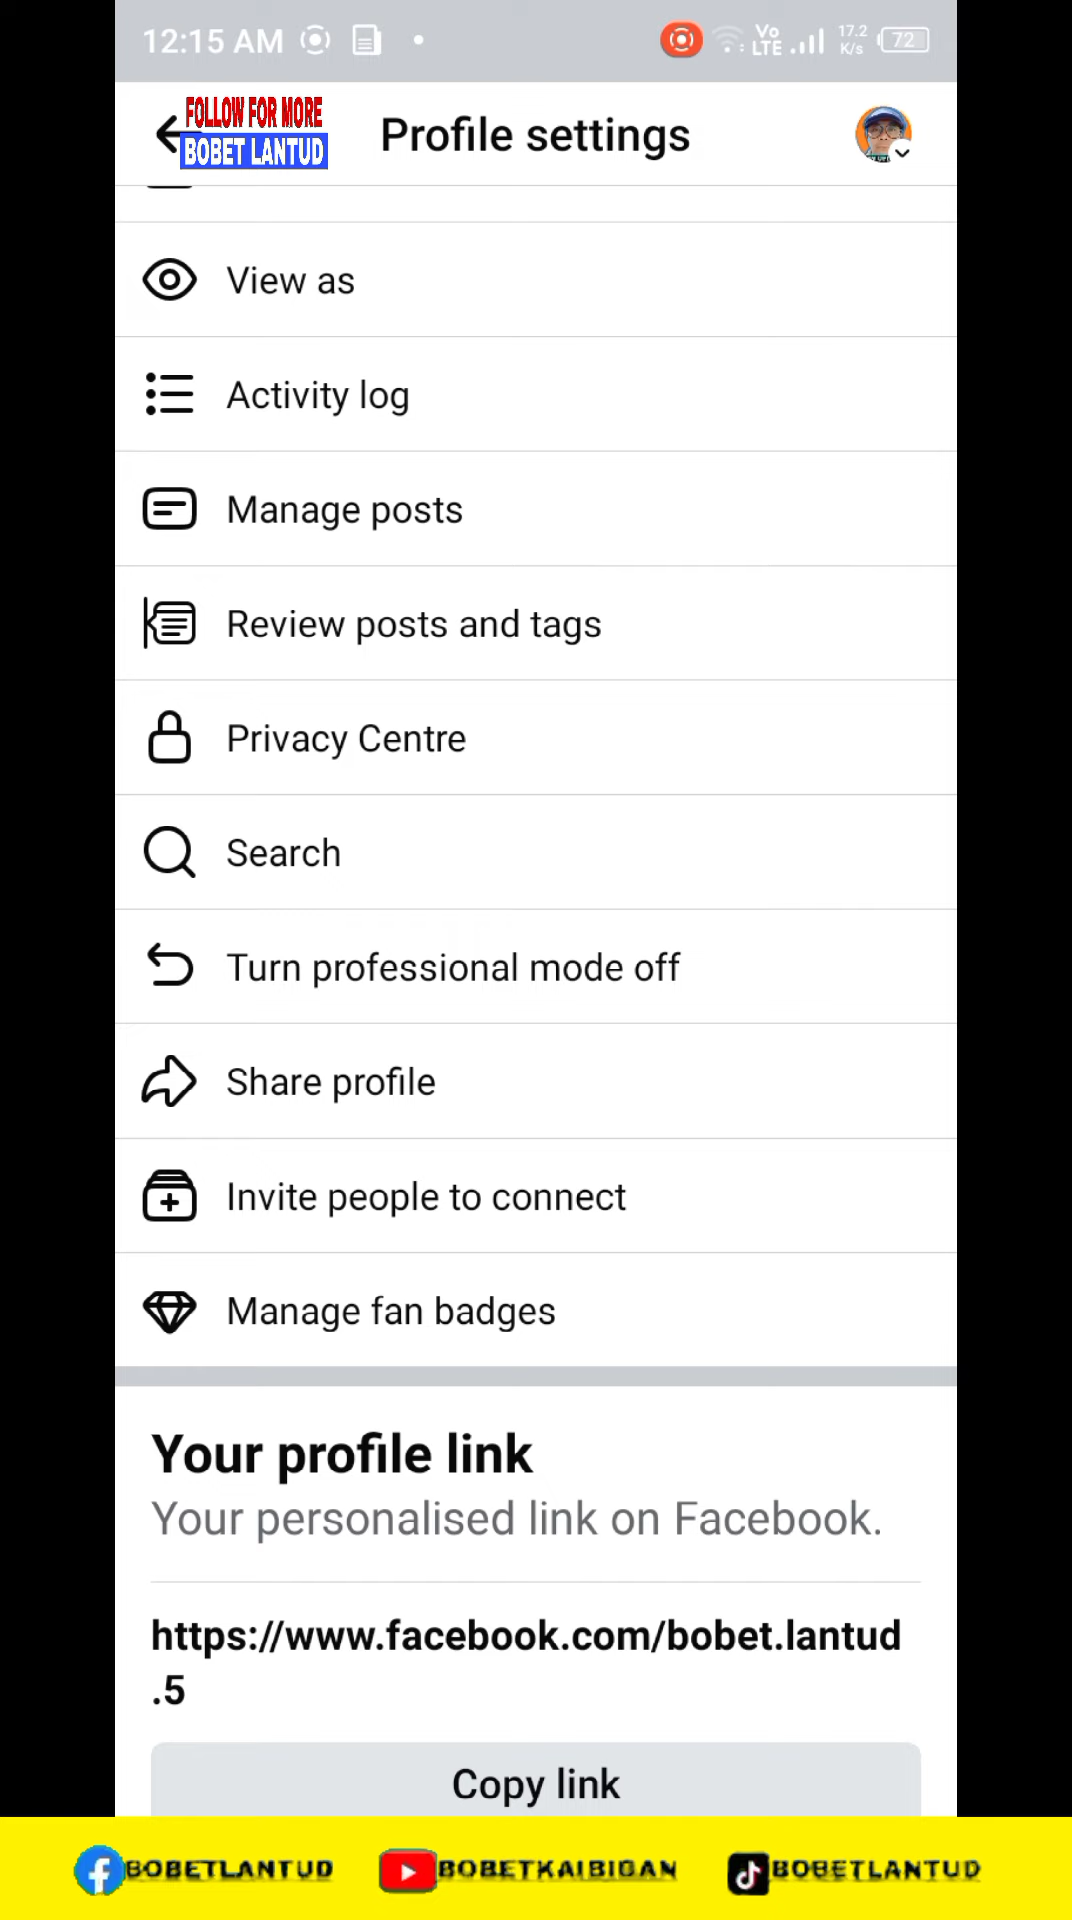 12:15 AM
Vo
LTE
17.2
K/s
72
FOLLOW FOR MORE
BOBET LANTUD
Profile settings
View as
Activity log
Manage posts
Review posts and tags
Privacy Centre
Search
Turn professional mode off
Share profile
Invite people to connect
Manage fan badges
Your profile link
Your personalised link on Facebook.
https://www.facebook.com/bobet.lantud
.5
Copy link
BOBETLANTUD
BOBETKAIBIGAN
BOBETLANTUD